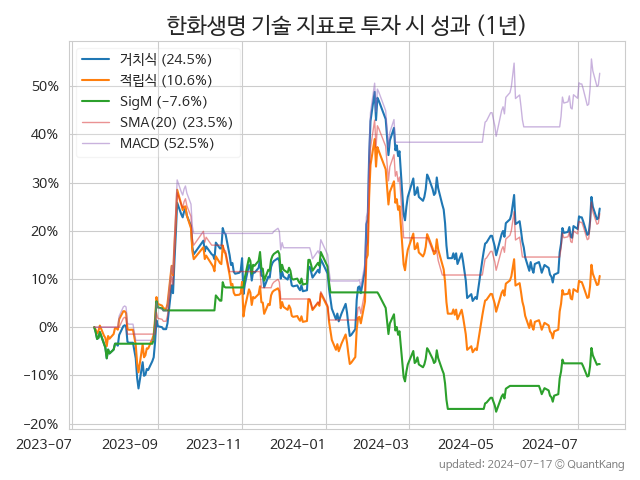 한화생명 기술 지표로 투자 시 성과 (1년)
거치식 (24.5%)
적립식 (10.6%)
SigM (−7.6%)
SMA(20) (23.5%)
MACD (52.5%)
50%
40%
30%
20%
10%
0%
−10%
−20%
2023-07 2023-09 2023-11 2024-01 2024-03 2024-05 2024-07
updated: 2024-07-17 © QuantKang